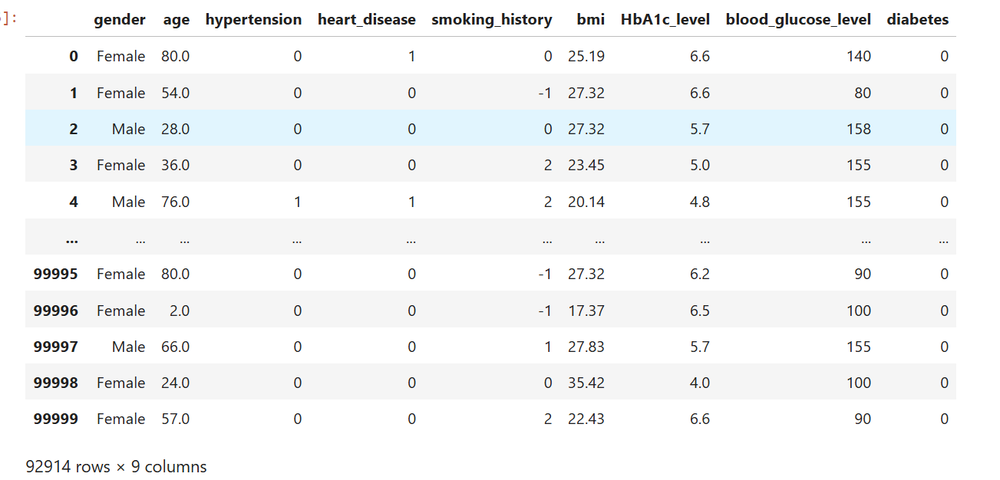 ]:
gender age hypertension heart_disease smoking_history bmi HbA1c_level blood_glucose_level diabetes
0 Female 80.0 0 1 0 25.19 6.6 140 0
1 Female 54.0 0 0 -1 27.32 6.6 80 0
2 Male 28.0 0 0 0 27.32 5.7 158 0
3 Female 36.0 0 0 2 23.45 5.0 155 0
4 Male 76.0 1 1 2 20.14 4.8 155 0
... ... ... ... ... ... ... ... ... ...
99995 Female 80.0 0 0 -1 27.32 6.2 90 0
99996 Female 2.0 0 0 -1 17.37 6.5 100 0
99997 Male 66.0 0 0 1 27.83 5.7 155 0
99998 Female 24.0 0 0 0 35.42 4.0 100 0
99999 Female 57.0 0 0 2 22.43 6.6 90 0
92914 rows × 9 columns